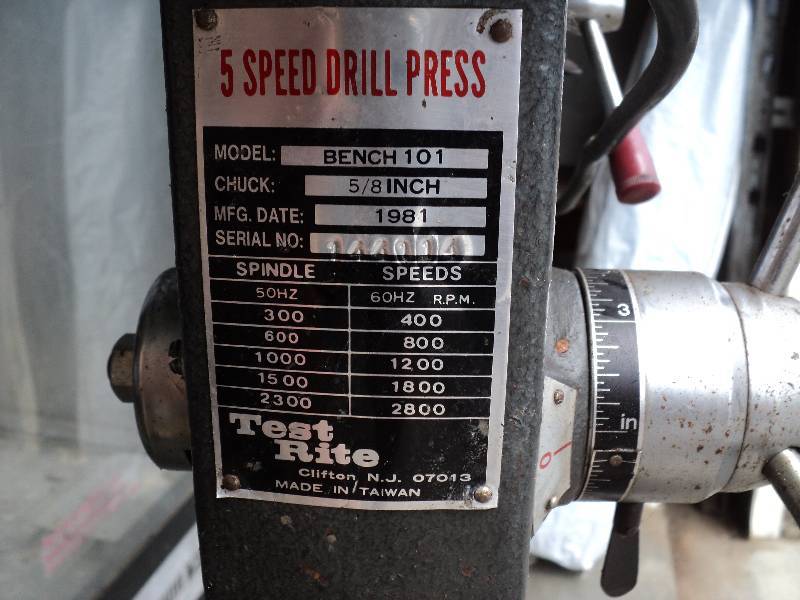 5 SPEED DRILL PRESS
MODEL: BENCH 101
CHUCK: 5/8 INCH
MFG. DATE: 1981
SERIAL NO: 144014
SPINDLE SPEEDS
50HZ 60HZ R.P.M.
300 400
600 800
1000 1200
1500 1800
2300 2800
Test
Rite
Clifton N.J. 07013
MADE IN TAIWAN
3
in
0